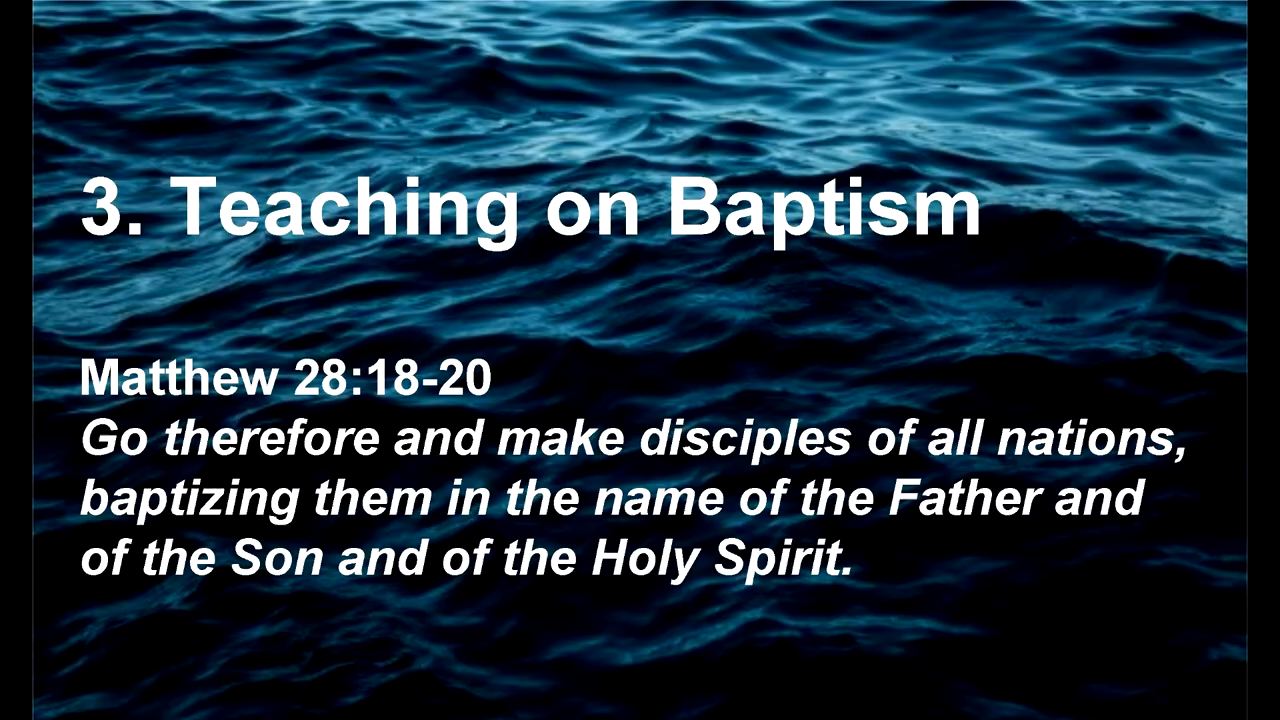 3. Teaching on Baptism
Matthew 28:18-20
Go therefore and make disciples of all nations,
baptizing them in the name of the Father and
of the Son and of the Holy Spirit.